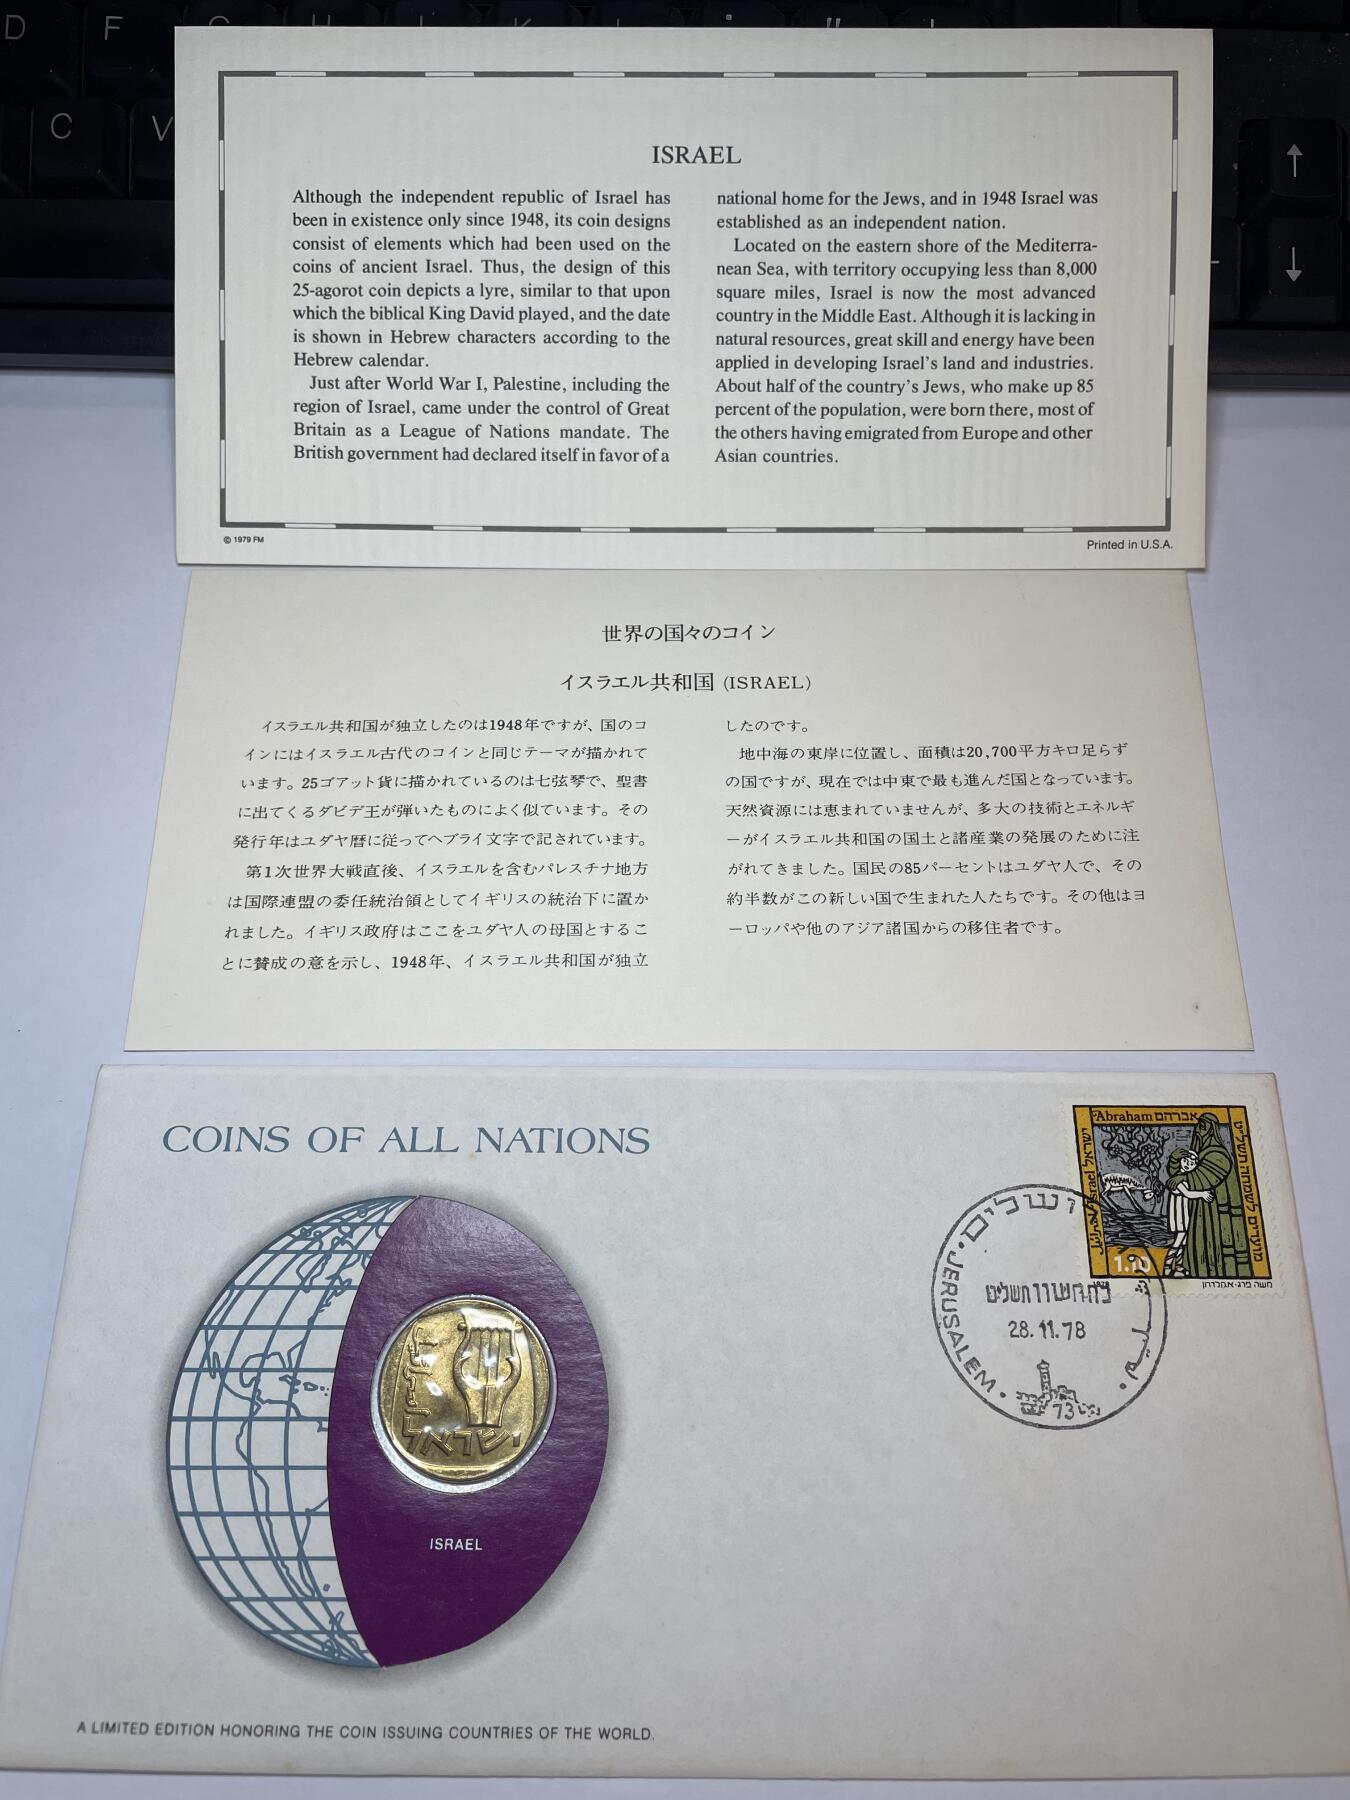 D F G H J K L
C V
↑
↓
ISRAEL
Although the independent republic of Israel has
been in existence only since 1948, its coin designs
consist of elements which had been used on the
coins of ancient Israel. Thus, the design of this
25-agorot coin depicts a lyre, similar to that upon
which the biblical King David played, and the date
is shown in Hebrew characters according to the
Hebrew calendar.
Just after World War I, Palestine, including the
region of Israel, came under the control of Great
Britain as a League of Nations mandate. The
British government had declared itself in favor of a
national home for the Jews, and in 1948 Israel was
established as an independent nation.
Located on the eastern shore of the Mediterra-
nean Sea, with territory occupying less than 8,000
square miles, Israel is now the most advanced
country in the Middle East. Although it is lacking in
natural resources, great skill and energy have been
applied in developing Israel's land and industries.
About half of the country's Jews, who make up 85
percent of the population, were born there, most of
the others having emigrated from Europe and other
Asian countries.
© 1979 FM
Printed in U.S.A.
世界の国々のコイン
イスラエル共和国 (ISRAEL)
イスラエル共和国が独立したのは1948年ですが、国のコ
インにはイスラエル古代のコインと同じテーマが描かれて
います。25ゴアット貨に描かれているのは七弦琴で、聖書
に出てくるダビデ王が弾いたものによく似ています。その
発行年はユダヤ暦に従ってヘブライ文字で記されています。
第1次世界大戦直後、イスラエルを含むパレスチナ地方
は国際連盟の委任統治領としてイギリスの統治下に置か
れました。イギリス政府はここをユダヤ人の母国とするこ
とに賛成の意を示し、1948年、イスラエル共和国が独立
したのです。
地中海の東岸に位置し、面積は20,700平方キロ足らず
の国ですが、現在では中東で最も進んだ国となっています。
天然資源には恵まれていませんが、多大の技術とエネルギ
ーがイスラエル共和国の国土と諸産業の発展のために注
がれてきました。国民の85パーセントはユダヤ人で、その
約半数がこの新しい国で生まれた人たちです。その他はヨ
ーロッパや他のアジア諸国からの移住者です。
COINS OF ALL NATIONS
Abraham אברהם
מועדים לשמחה תשל"ט
Israel ישראל
1.10
1978
ירושלים
JERUSALEM
28.11.78
73
ישראל
ISRAEL
A LIMITED EDITION HONORING THE COIN ISSUING COUNTRIES OF THE WORLD.